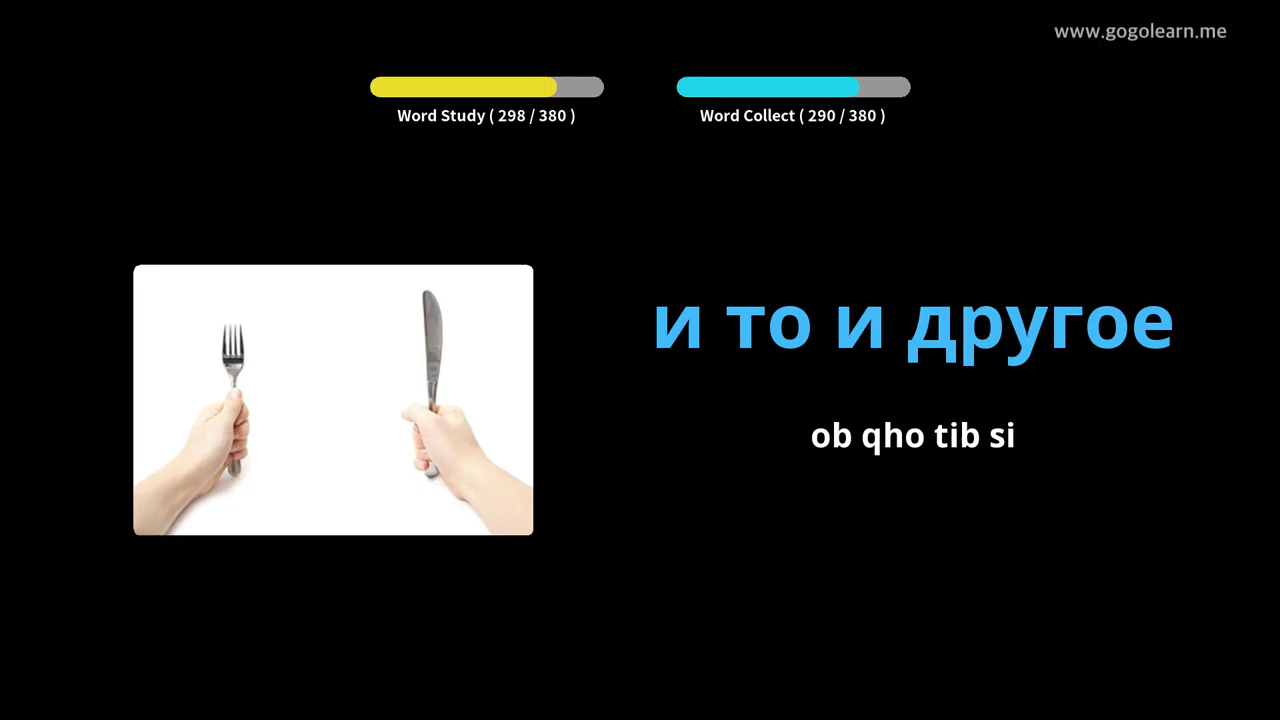 www.gogolearn.me
Word Study ( 298 / 380 )
Word Collect ( 290 / 380 )
и то и другое
ob qho tib si